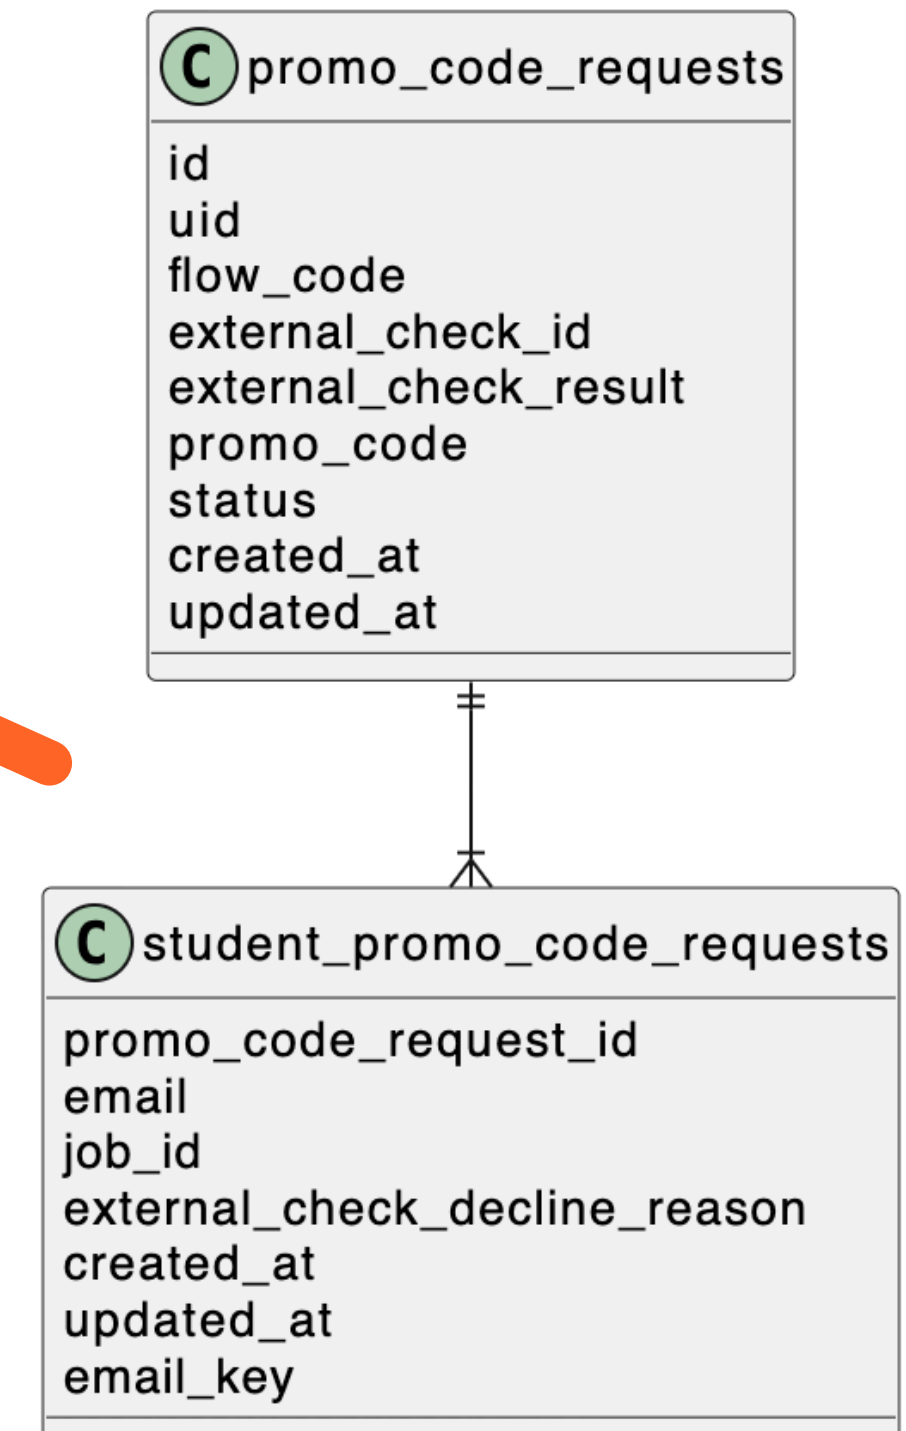 C promo_code_requests
id
uid
flow_code
external_check_id
external_check_result
promo_code
status
created_at
updated_at
C student_promo_code_requests
promo_code_request_id
email
job_id
external_check_decline_reason
created_at
updated_at
email_key